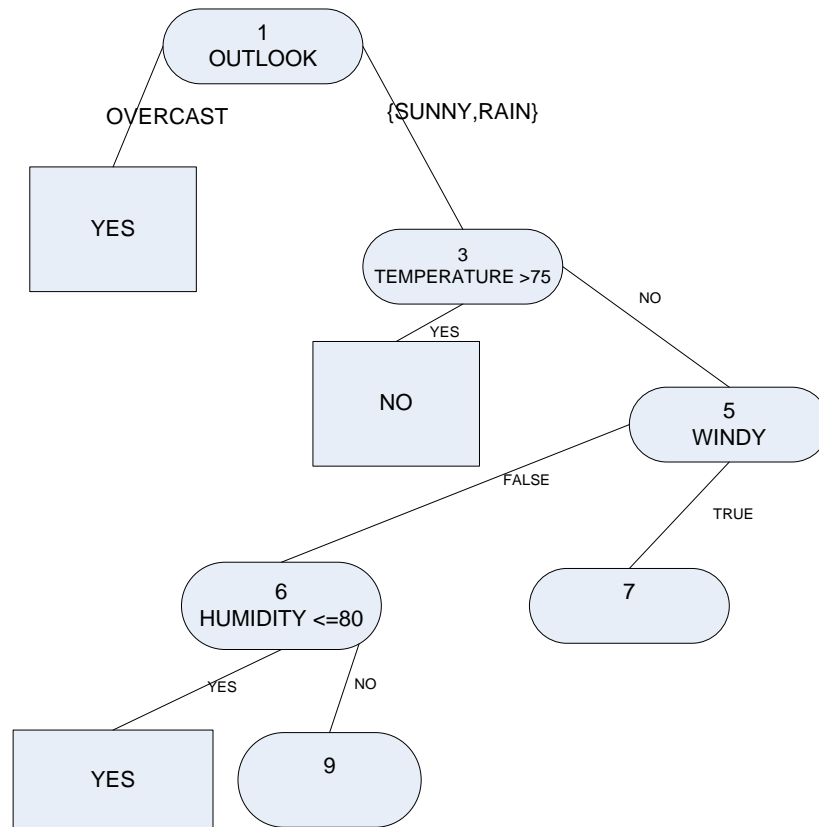 1
OUTLOOK
OVERCAST
{SUNNY,RAIN}
YES
3
TEMPERATURE >75
NO
YES
NO
5
WINDY
FALSE
TRUE
6
HUMIDITY <=80
7
YES
NO
YES
9